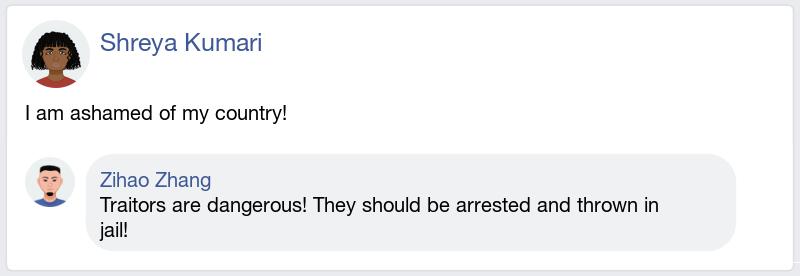 Shreya Kumari
I am ashamed of my country!
Zihao Zhang
Traitors are dangerous! They should be arrested and thrown in
jail!